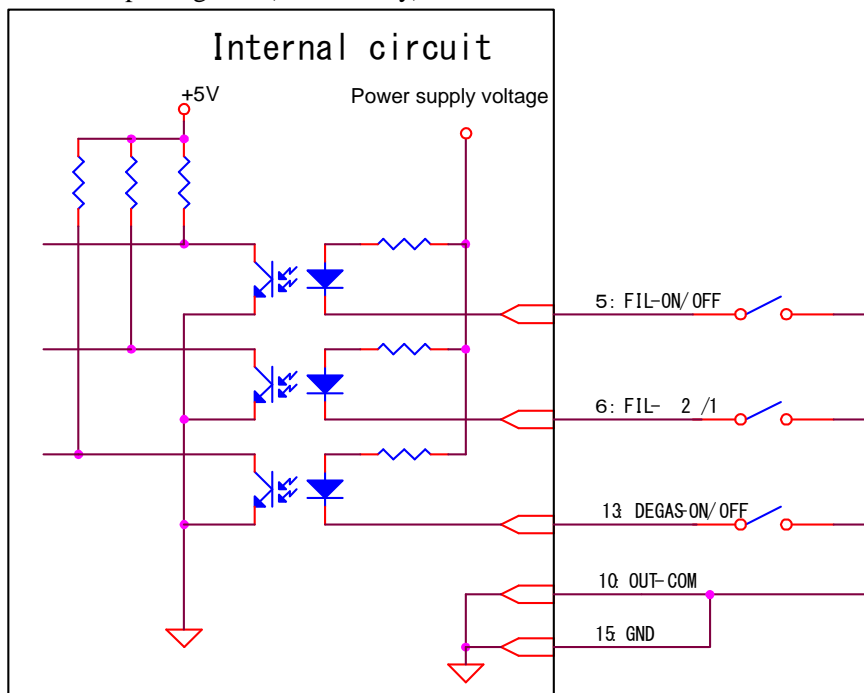 Internal circuit
+5V
Power supply voltage
5: FIL-ON/OFF
6: FIL- 2 /1
13: DEGAS-ON/OFF
10: OUT-COM
15: GND